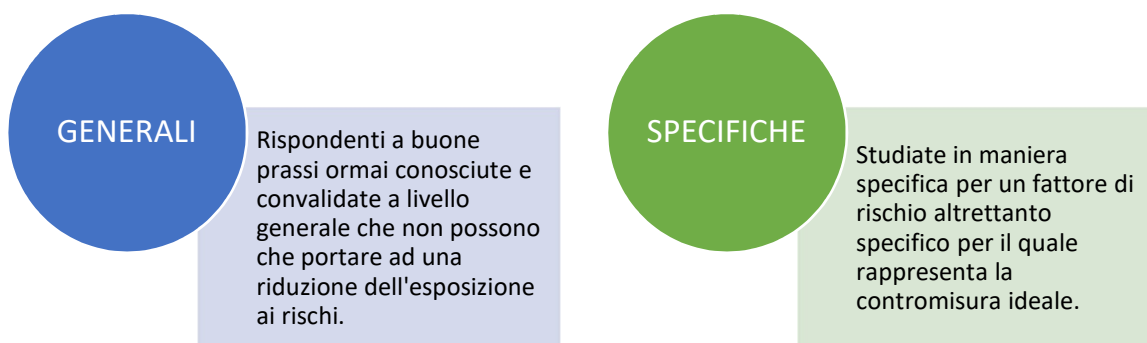 GENERALI
Rispondenti a buone
prassi ormai conosciute e
convalidate a livello
generale che non possono
che portare ad una
riduzione dell'esposizione
ai rischi.
SPECIFICHE
Studiate in maniera
specifica per un fattore di
rischio altrettanto
specifico per il quale
rappresenta la
contromisura ideale.